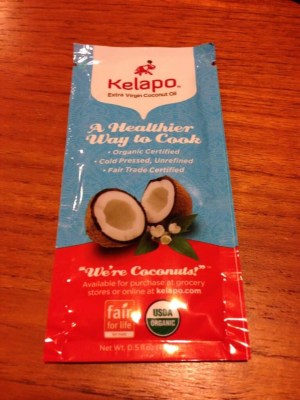 Kelapo
Extra Virgin Coconut Oil
A Healthier
Way to Cook
• Organic Certified
• Cold Pressed, Unrefined
• Fair Trade Certified
"We're Coconuts!"
Available for purchase at grocery
stores or online at kelapo.com
fair
for life
USDA
ORGANIC
Net Wt. 0.5